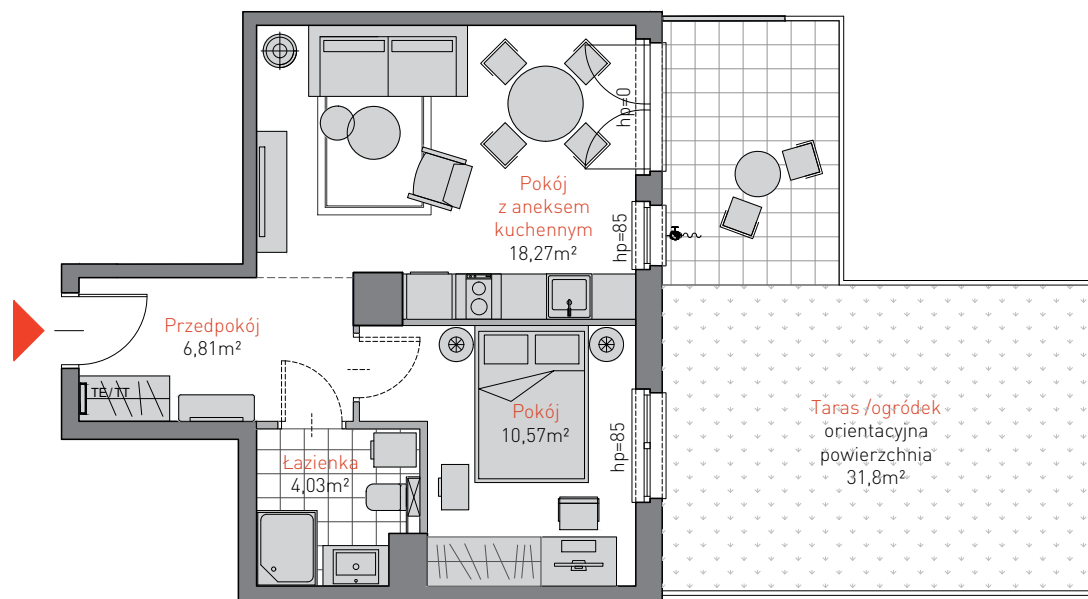 Pokój
z aneksem
kuchennym
18,27m²
hp=0
hp=85
Przedpokój
6,81m²
TE/TT
Pokój
10,57m²
hp=85
Łazienka
4,03m²
Taras /ogródek
orientacyjna
powierzchnia
31,8m²